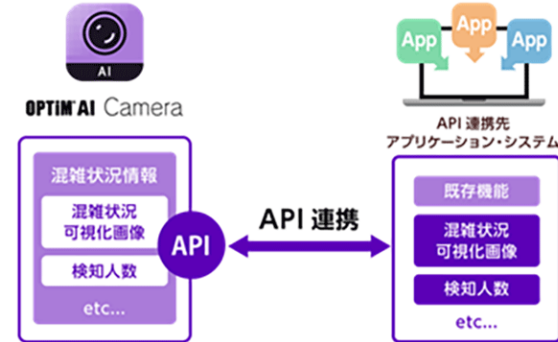 AI
OPTiM AI Camera
混雑状況情報
混雑状況
可視化画像
検知人数
etc...
API
API 連携
App
App
App
API 連携先
アプリケーション・システム
既存機能
混雑状況
可視化画像
検知人数
etc...